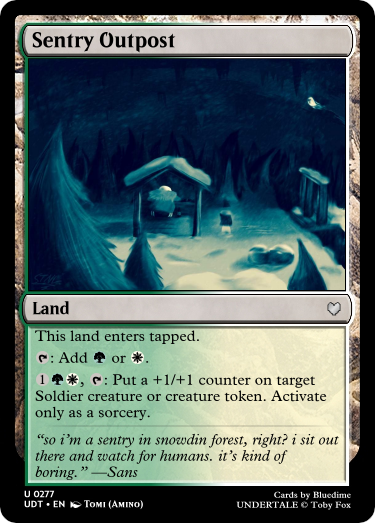 Sentry Outpost
Land
This land enters tapped.
: Add or .
1 , : Put a +1/+1 counter on target
Soldier creature or creature token. Activate
only as a sorcery.
“so i’m a sentry in snowdin forest, right? i sit out
there and watch for humans. it’s kind of
boring.” —Sans
U 0277
Cards by Bluedime
UDT • EN Tomi (Amino)
UNDERTALE © Toby Fox